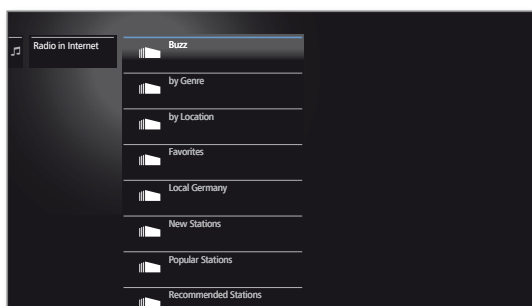 Radio in Internet
Buzz
by Genre
by Location
Favorites
Local Germany
New Stations
Popular Stations
Recommended Stations